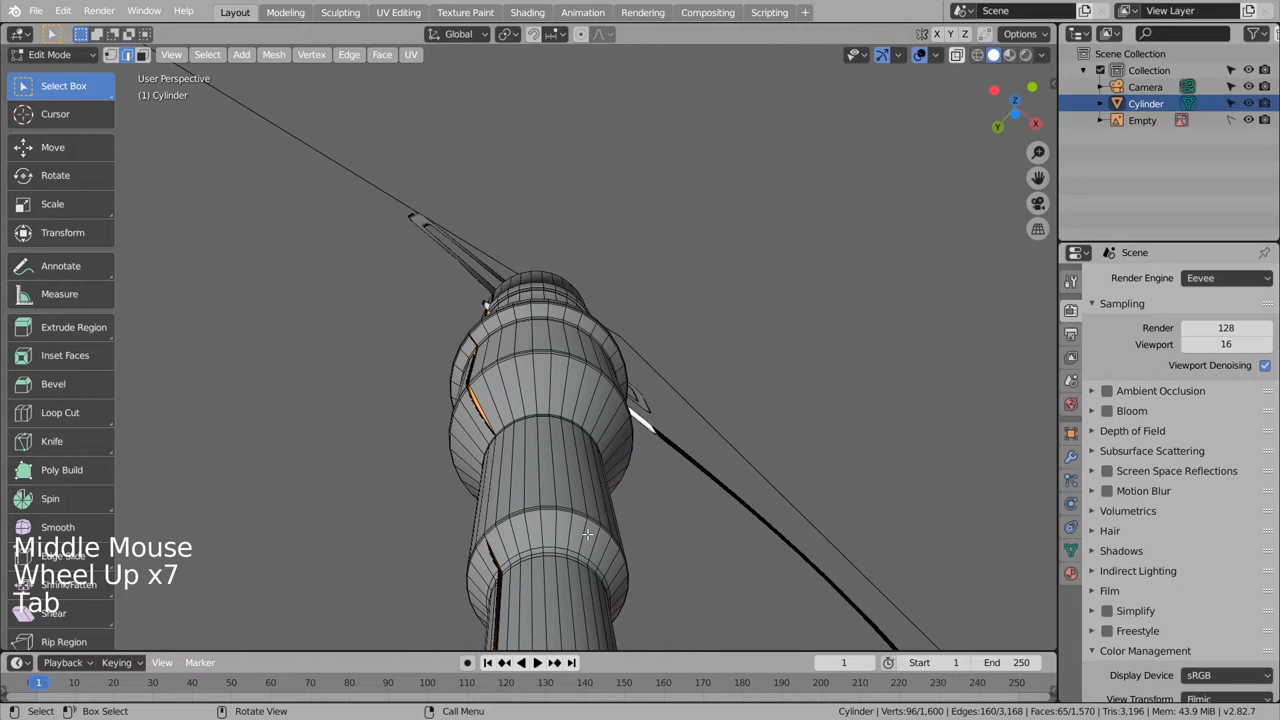 File Edit Render Window Help Layout Modeling Sculpting UV Editing Texture Paint Shading Animation Rendering Compositing Scripting + Scene View Layer
Global X Y Z Options
Edit Mode View Select Add Mesh Vertex Edge Face UV
User Perspective
(1) Cylinder
Select Box
Cursor
Move
Rotate
Scale
Transform
Annotate
Measure
Extrude Region
Inset Faces
Bevel
Loop Cut
Knife
Poly Build
Spin
Smooth
Edge Slide
Shrink/Fatten
Shear
Rip Region
Middle Mouse
Wheel Up x7
Tab
Z
X
Y
Scene Collection
Collection
Camera
Cylinder
Empty
Scene
Render Engine Eevee
Sampling
Render 128
Viewport 16
Viewport Denoising
Ambient Occlusion
Bloom
Depth of Field
Subsurface Scattering
Screen Space Reflections
Motion Blur
Volumetrics
Hair
Shadows
Indirect Lighting
Film
Simplify
Freestyle
Color Management
Display Device sRGB
View Transform Filmic
Playback Keying View Marker 1 Start 1 End 250
1 10 20 30 40 50 60 70 80 90 100 110 120 130 140 150 160 170 180 190 200 210 220 230 240 250
Select Box Select Rotate View Call Menu Cylinder | Verts:96/1,600 | Edges:160/3,168 | Faces:65/1,570 | Tris:3,196 | Mem: 43.9 MiB | v2.82.7